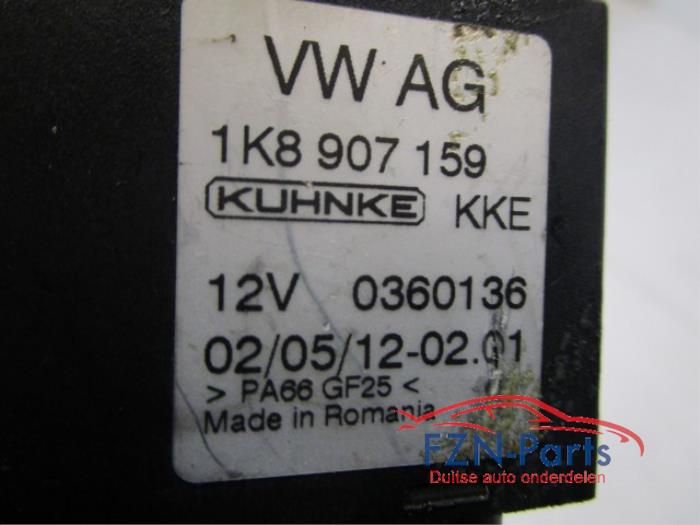 VW AG
1K8 907 159
KUHNKE KKE
12V 0360136
02/05/12-02.01
> PA66 GF25 <
Made in Romania
FZN-Parts
Duitse auto onderdelen